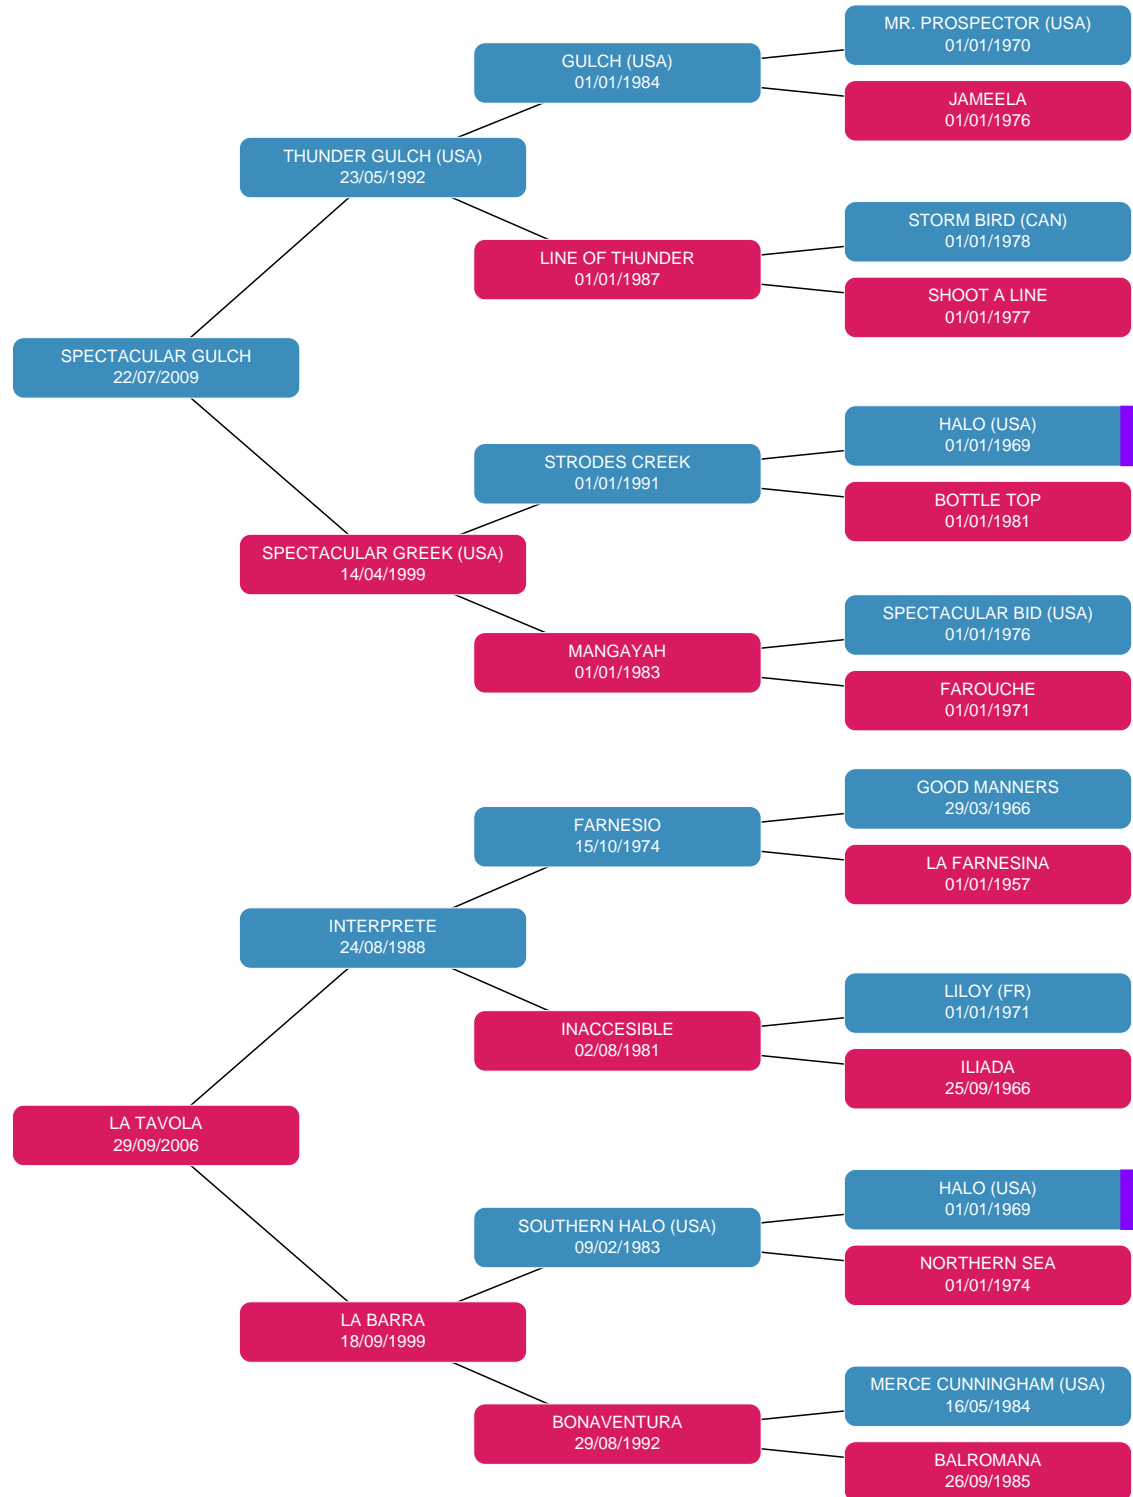 MR. PROSPECTOR (USA)
01/01/1970
GULCH (USA)
01/01/1984
JAMEELA
01/01/1976
THUNDER GULCH (USA)
23/05/1992
STORM BIRD (CAN)
01/01/1978
LINE OF THUNDER
01/01/1987
SHOOT A LINE
01/01/1977
SPECTACULAR GULCH
22/07/2009
HALO (USA)
01/01/1969
STRODES CREEK
01/01/1991
BOTTLE TOP
01/01/1981
SPECTACULAR GREEK (USA)
14/04/1999
SPECTACULAR BID (USA)
01/01/1976
MANGAYAH
01/01/1983
FAROUCHE
01/01/1971
GOOD MANNERS
29/03/1966
FARNESIO
15/10/1974
LA FARNESINA
01/01/1957
INTERPRETE
24/08/1988
LILOY (FR)
01/01/1971
INACCESIBLE
02/08/1981
ILIADA
25/09/1966
LA TAVOLA
29/09/2006
HALO (USA)
01/01/1969
SOUTHERN HALO (USA)
09/02/1983
NORTHERN SEA
01/01/1974
LA BARRA
18/09/1999
MERCE CUNNINGHAM (USA)
16/05/1984
BONAVENTURA
29/08/1992
BALROMANA
26/09/1985